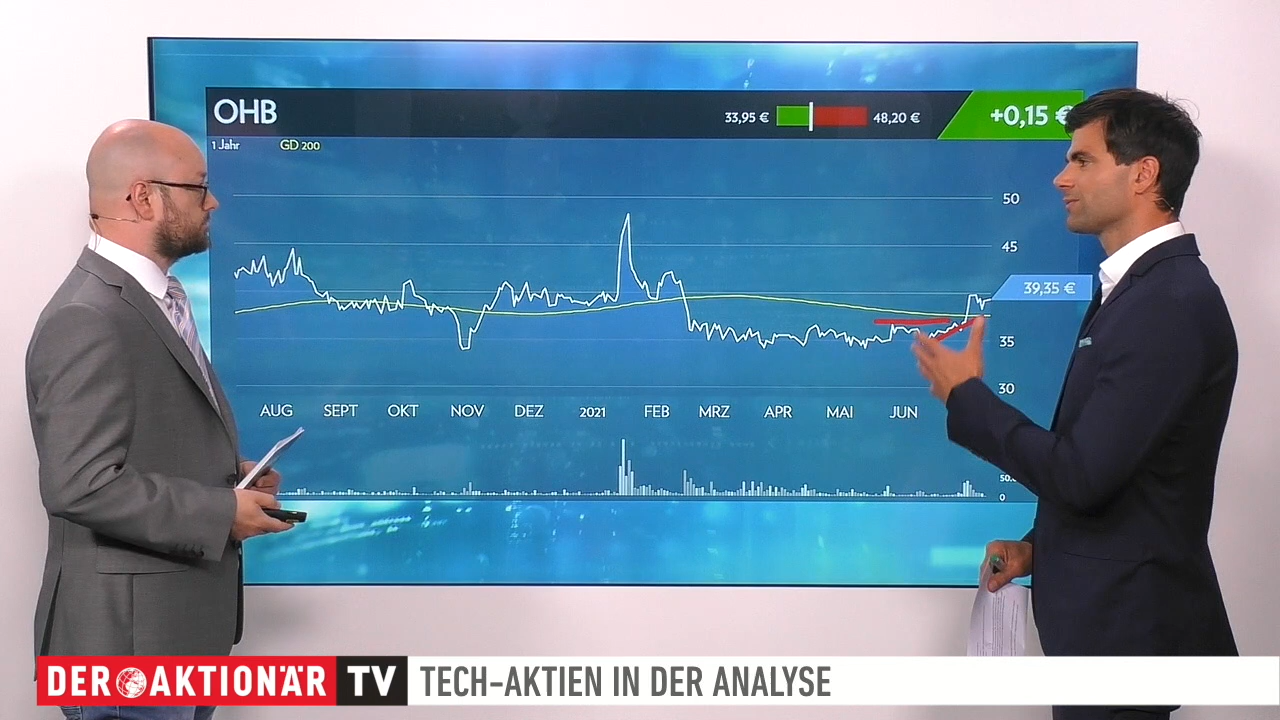 OHB
33,95 €
48,20 €
+0,15 €
1 Jahr
GD 200
50
45
39,35 €
35
30
AUG SEPT OKT NOV DEZ 2021 FEB MRZ APR MAI JUN
0
DER AKTIONÄR TV
TECH-AKTIEN IN DER ANALYSE